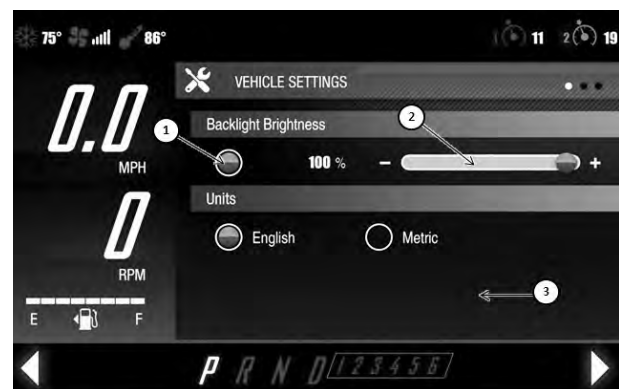 75° 86° 1 11 2 19
VEHICLE SETTINGS
0.0
MPH
Backlight Brightness
1
2
100 % - +
Units
English Metric
0
RPM
3
E F
P R N D 1 2 3 4 5 6